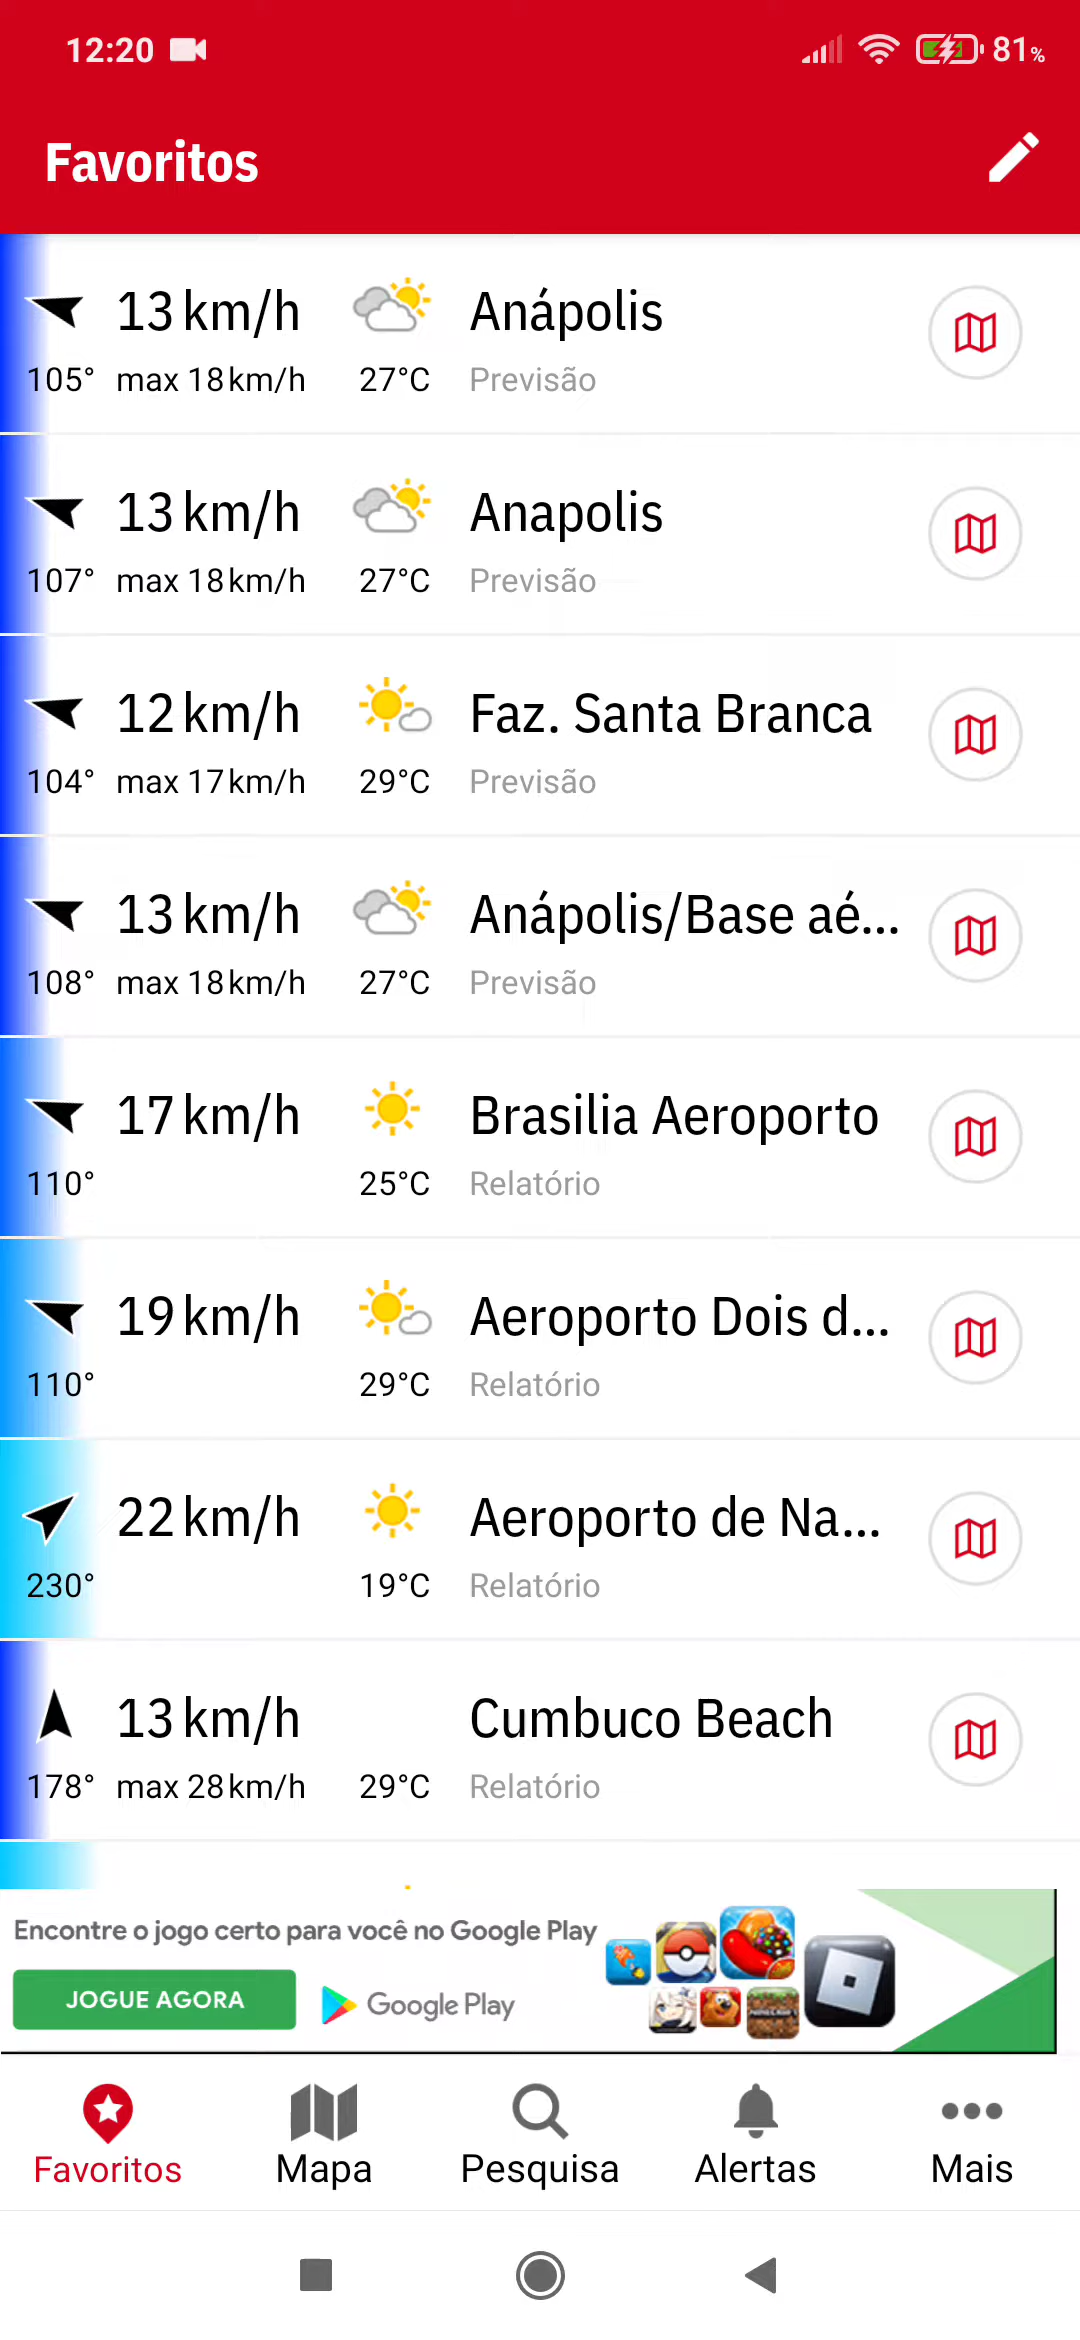 12:20 81%
Favoritos
13 km/h Anápolis
105° max 18 km/h 27°C Previsão
13 km/h Anapolis
107° max 18 km/h 27°C Previsão
12 km/h Faz. Santa Branca
104° max 17 km/h 29°C Previsão
13 km/h Anápolis/Base aé...
108° max 18 km/h 27°C Previsão
17 km/h Brasilia Aeroporto
110° 25°C Relatório
19 km/h Aeroporto Dois d...
110° 29°C Relatório
22 km/h Aeroporto de Na...
230° 19°C Relatório
13 km/h Cumbuco Beach
178° max 28 km/h 29°C Relatório
Encontre o jogo certo para você no Google Play
JOGUE AGORA Google Play
Favoritos Mapa Pesquisa Alertas Mais